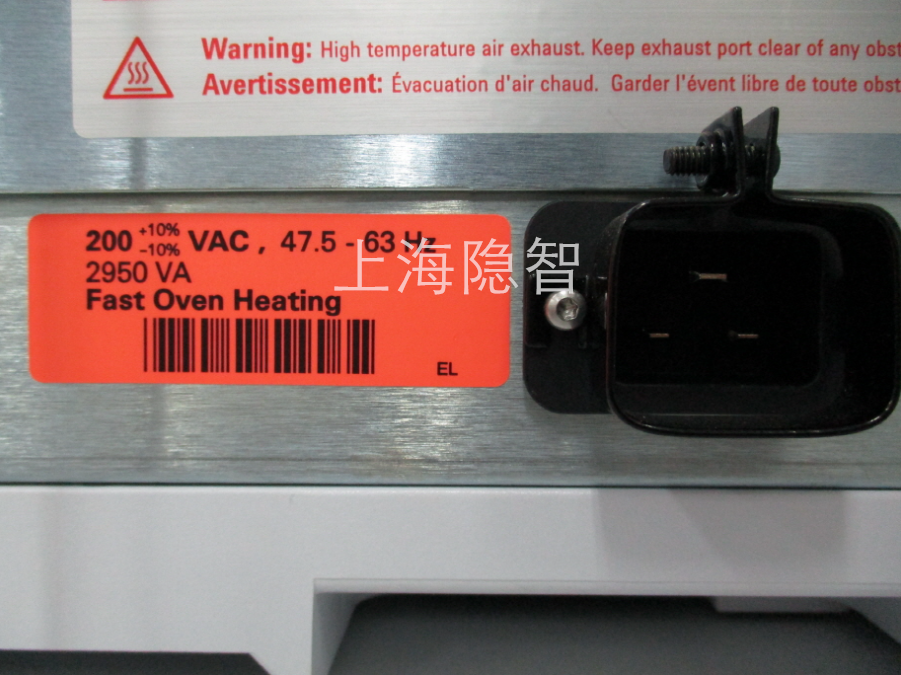 Warning: High temperature air exhaust. Keep exhaust port clear of any obst
Avertissement: Évacuation d'air chaud. Garder l'évent libre de toute obst
200 +10% -10% VAC , 47.5 - 63 Hz
2950 VA
Fast Oven Heating
EL
上海隐智